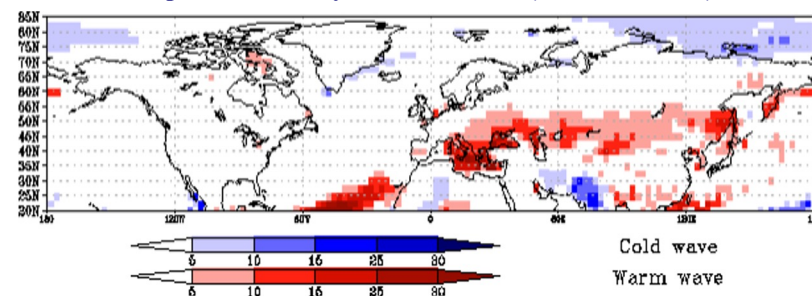 85N
80N
75N
70N
65N
60N
55N
50N
45N
40N
35N
30N
25N
20N
180 120W 60W 0 60E 120E
5 10 15 25 30 Cold wave
5 10 15 25 30 Warm wave